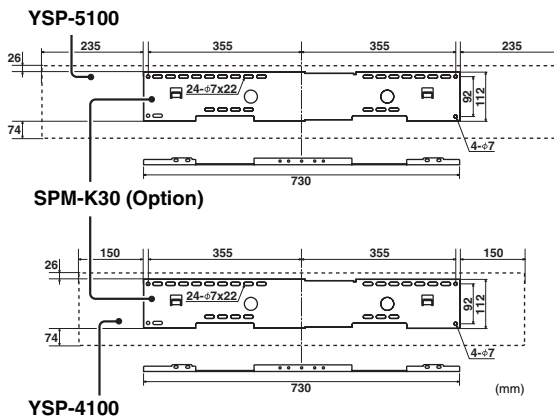 YSP-5100
235 355 355 235
26
24-φ7x22
92
112
74
4-φ7
730
SPM-K30 (Option)
150 355 355 150
26
24-φ7x22
92
112
74
4-φ7
730
(mm)
YSP-4100